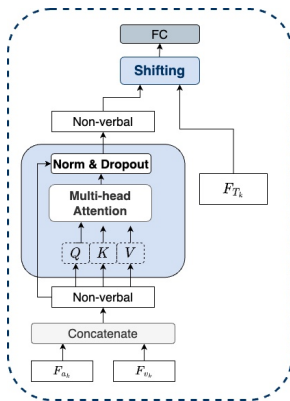 FC
Shifting
Non-verbal
Norm & Dropout
Multi-head
Attention
F_{T_k}
Q K V
Non-verbal
Concatenate
F_{a_k} F_{v_k}